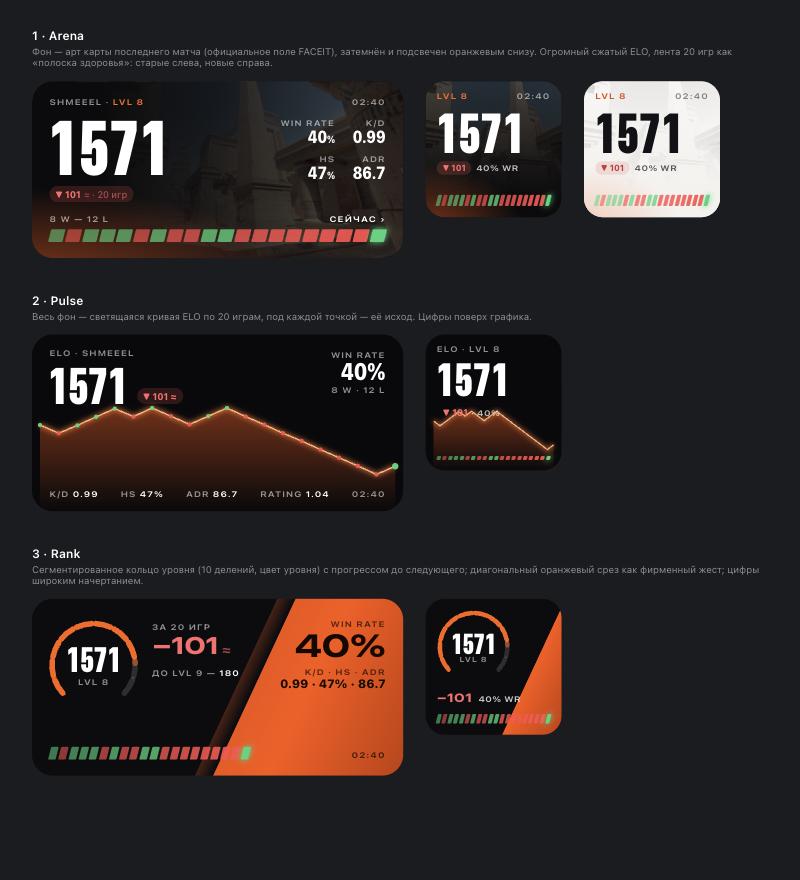 1 · Arena
Фон — арт карты последнего матча (официальное поле FACEIT), затемнён и подсвечен оранжевым снизу. Огромный сжатый ELO, лента 20 игр как
«полоска здоровья»: старые слева, новые справа.
SHMEEEL · LVL 8
02:40
1571
WIN RATE K/D
40% 0.99
HS ADR
47% 86.7
▼ 101 ≈ · 20 игр
8 W — 12 L
СЕЙЧАС ›
LVL 8 02:40
1571
▼ 101 40% WR
LVL 8 02:40
1571
▼ 101 40% WR
2 · Pulse
Весь фон — светящаяся кривая ELO по 20 играм, под каждой точкой — её исход. Цифры поверх графика.
ELO · SHMEEEL
1571 ▼ 101 ≈
WIN RATE
40%
8 W · 12 L
K/D 0.99 HS 47% ADR 86.7 RATING 1.04 02:40
ELO · LVL 8
1571
▼ 101 · 40%
3 · Rank
Сегментированное кольцо уровня (10 делений, цвет уровня) с прогрессом до следующего; диагональный оранжевый срез как фирменный жест; цифры
широким начертанием.
1571
LVL 8
ЗА 20 ИГР
−101 ≈
ДО LVL 9 — 180
WIN RATE
40%
K/D · HS · ADR
0.99 · 47% · 86.7
02:40
1571
LVL 8
−101 40% WR